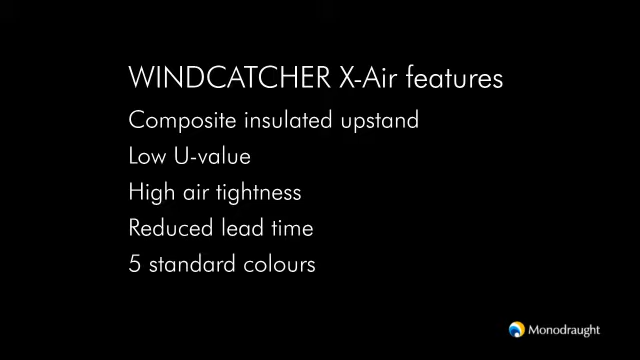 WINDCATCHER X-Air features
Composite insulated upstand
Low U-value
High air tightness
Reduced lead time
5 standard colours
Monodraught